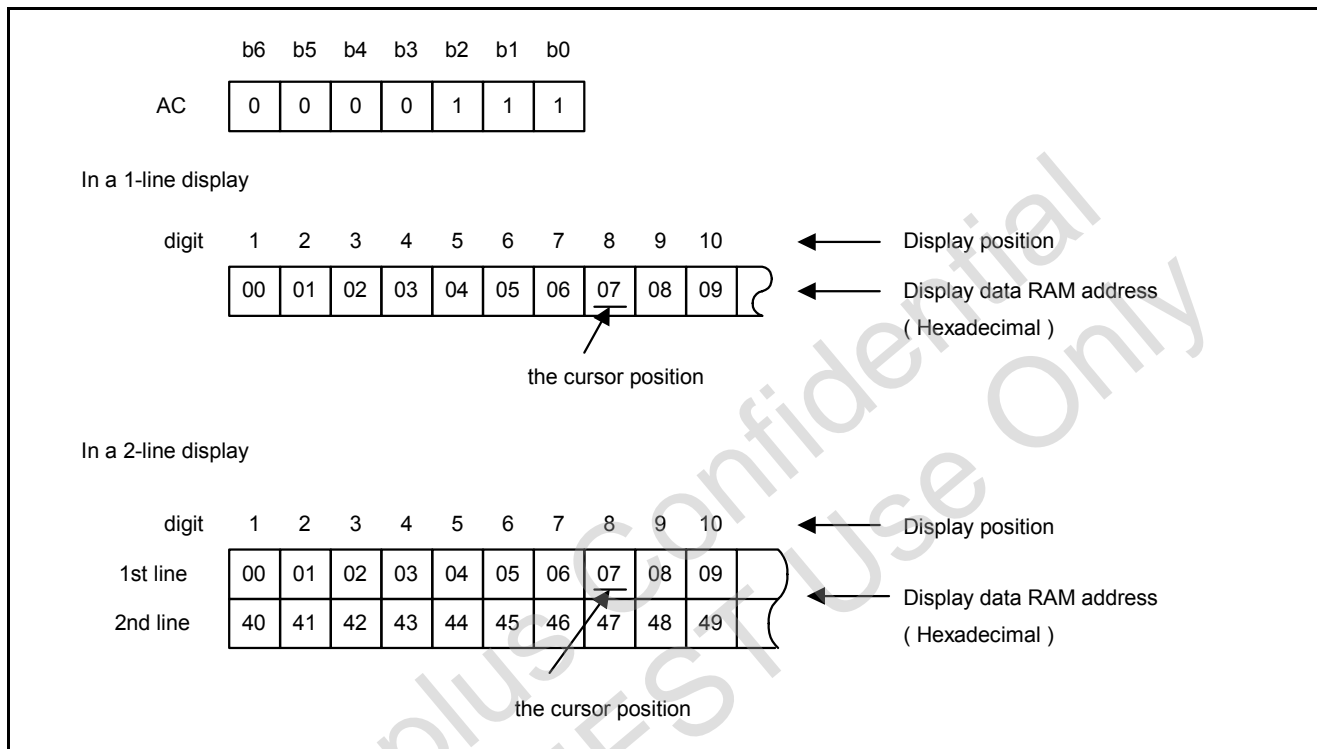 b6 b5 b4 b3 b2 b1 b0
AC 0 0 0 0 1 1 1
In a 1-line display
digit 1 2 3 4 5 6 7 8 9 10 Display position
00 01 02 03 04 05 06 07 08 09 Display data RAM address
( Hexadecimal )
the cursor position
In a 2-line display
digit 1 2 3 4 5 6 7 8 9 10 Display position
1st line 00 01 02 03 04 05 06 07 08 09
Display data RAM address
2nd line 40 41 42 43 44 45 46 47 48 49
( Hexadecimal )
the cursor position
plus Confidential
EST Use Only